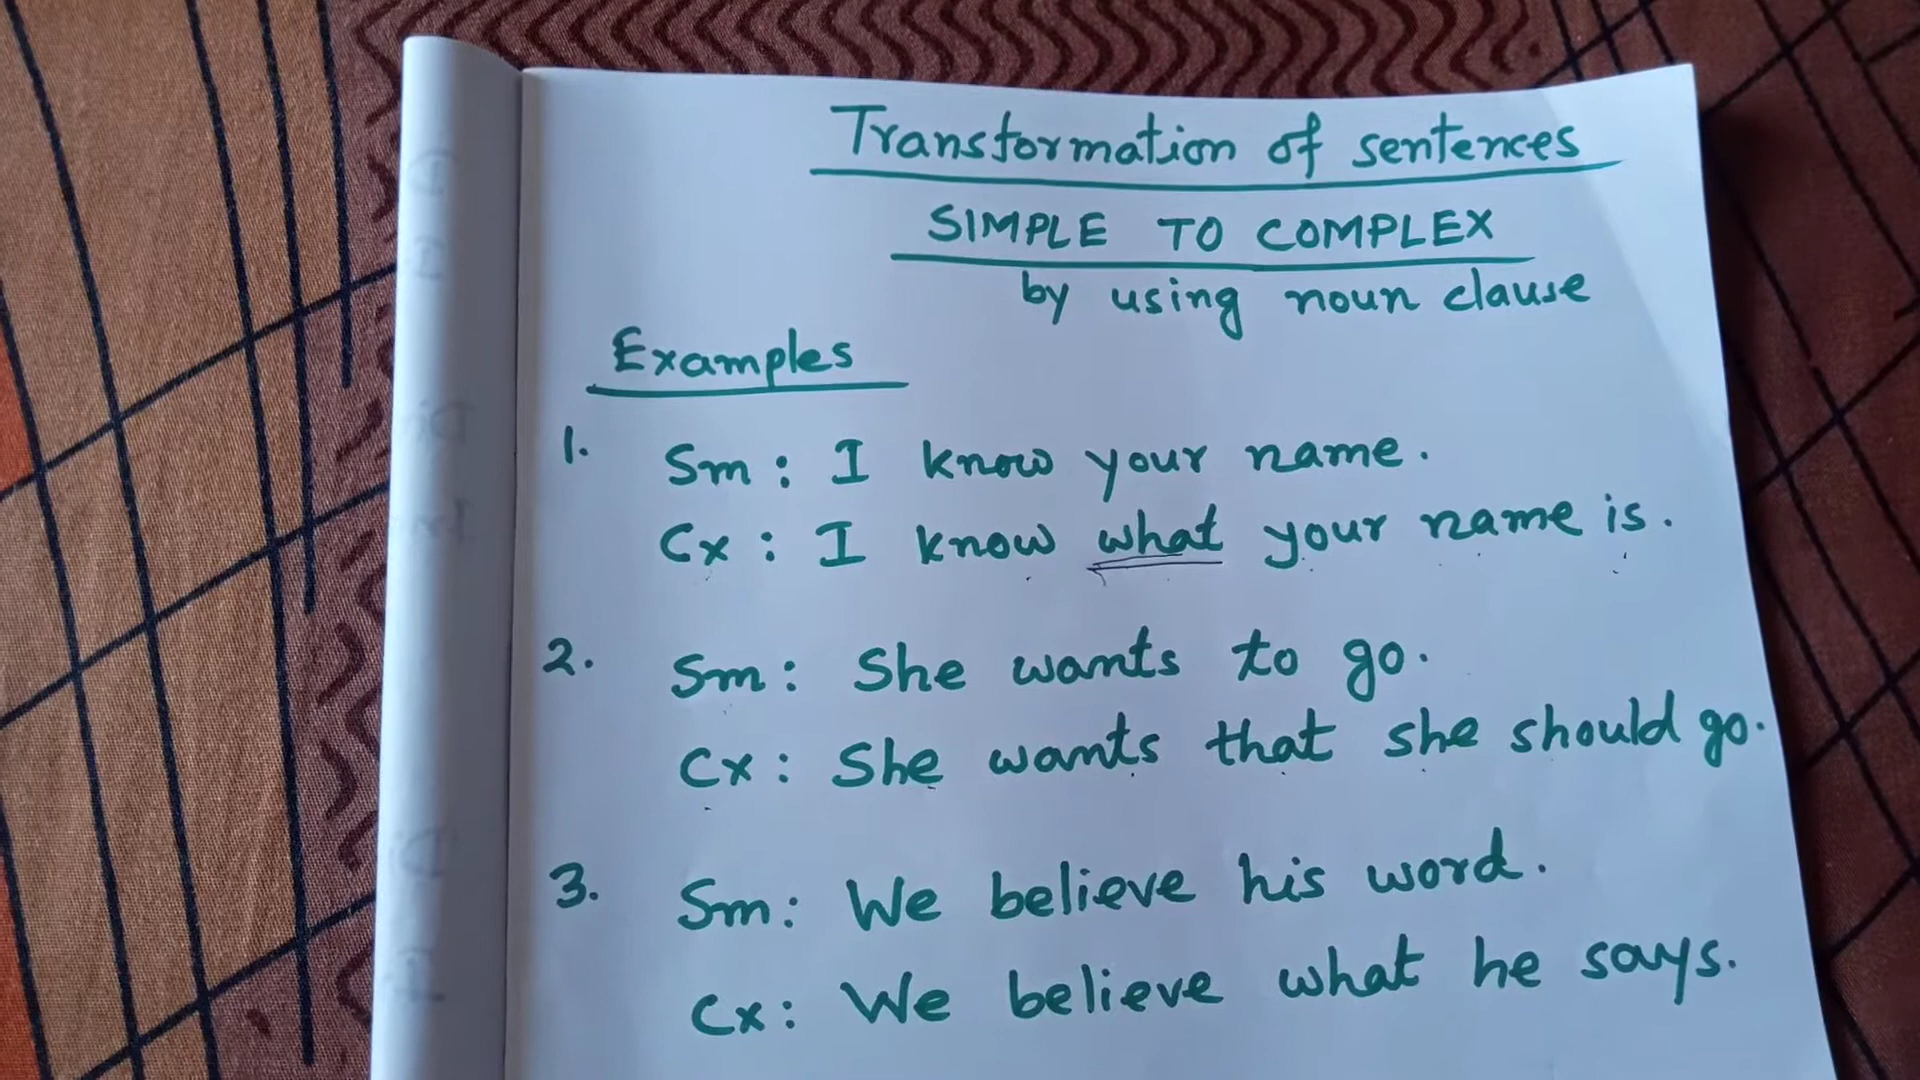 Transformation of sentences
SIMPLE TO COMPLEX
by using noun clause
Examples
1. Sm : I know your name.
Cx : I know what your name is.
2. Sm : She wants to go.
Cx : She wants that she should go.
3. Sm : We believe his word.
Cx : We believe what he says.